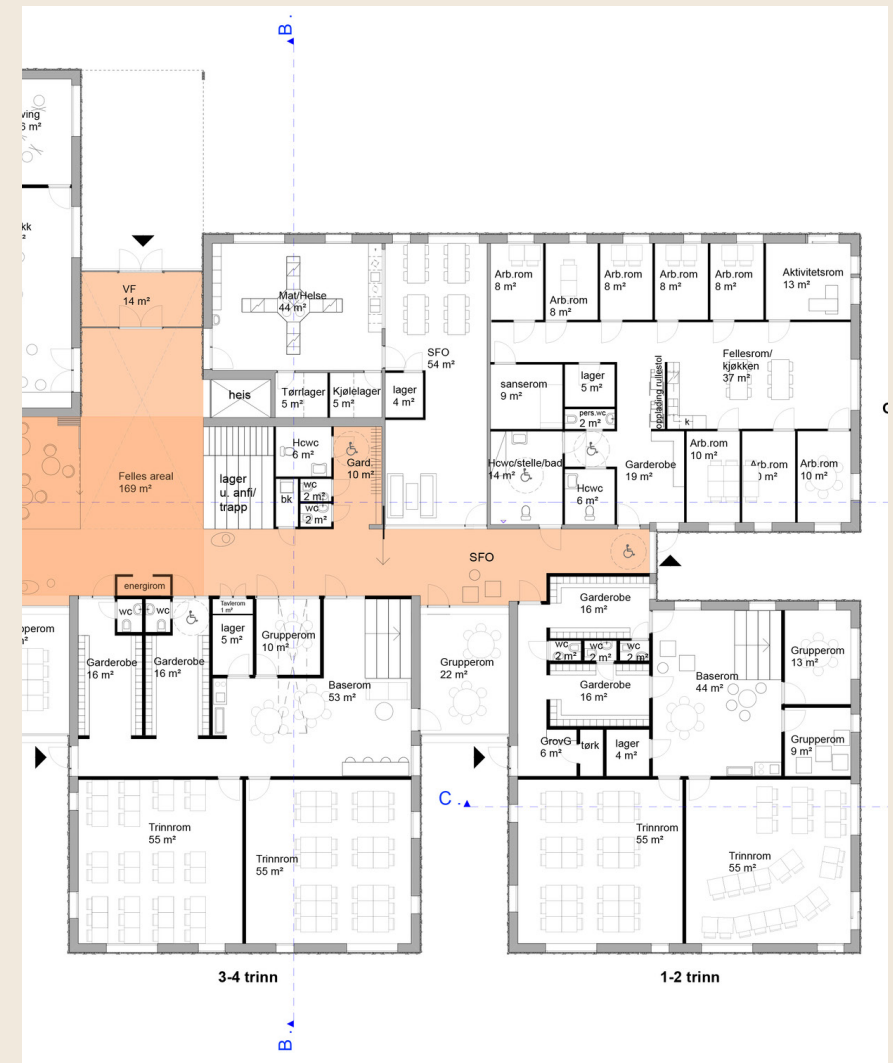 B.
ving
6 m²
kk
VF
14 m²
Mat/Helse
44 m²
SFO
54 m²
Arb.rom
8 m²
Arb.rom
8 m²
Arb.rom
8 m²
Arb.rom
8 m²
Arb.rom
8 m²
Aktivitetsrom
13 m²
heis
Tørrlager
5 m²
Kjølelager
5 m²
lager
4 m²
sanserom
9 m²
lager
5 m²
pers.wc
2 m²
opplading rullestol
Fellesrom/
kjøkken
37 m²
k
Felles areal
169 m²
lager
u. anfi/
trapp
Hcwc
6 m²
Gard.
10 m²
bk
wc
2 m²
wc
2 m²
Hcwc/stelle/bad
14 m²
Hcwc
6 m²
Garderobe
19 m²
Arb.rom
10 m²
Arb.rom
Arb.rom
10 m²
SFO
energirom
wc
wc
Tavlerom
1 m²
lager
5 m²
Grupperom
10 m²
Garderobe
16 m²
Garderobe
16 m²
Baserom
53 m²
pperom
Grupperom
22 m²
Garderobe
16 m²
wc
2 m²
wc
2 m²
wc
2 m²
Garderobe
16 m²
Baserom
44 m²
Grupperom
13 m²
Grupperom
9 m²
GrovG
6 m²
tørk
lager
4 m²
C.
Trinnrom
55 m²
Trinnrom
55 m²
Trinnrom
55 m²
Trinnrom
55 m²
3-4 trinn
1-2 trinn
B.